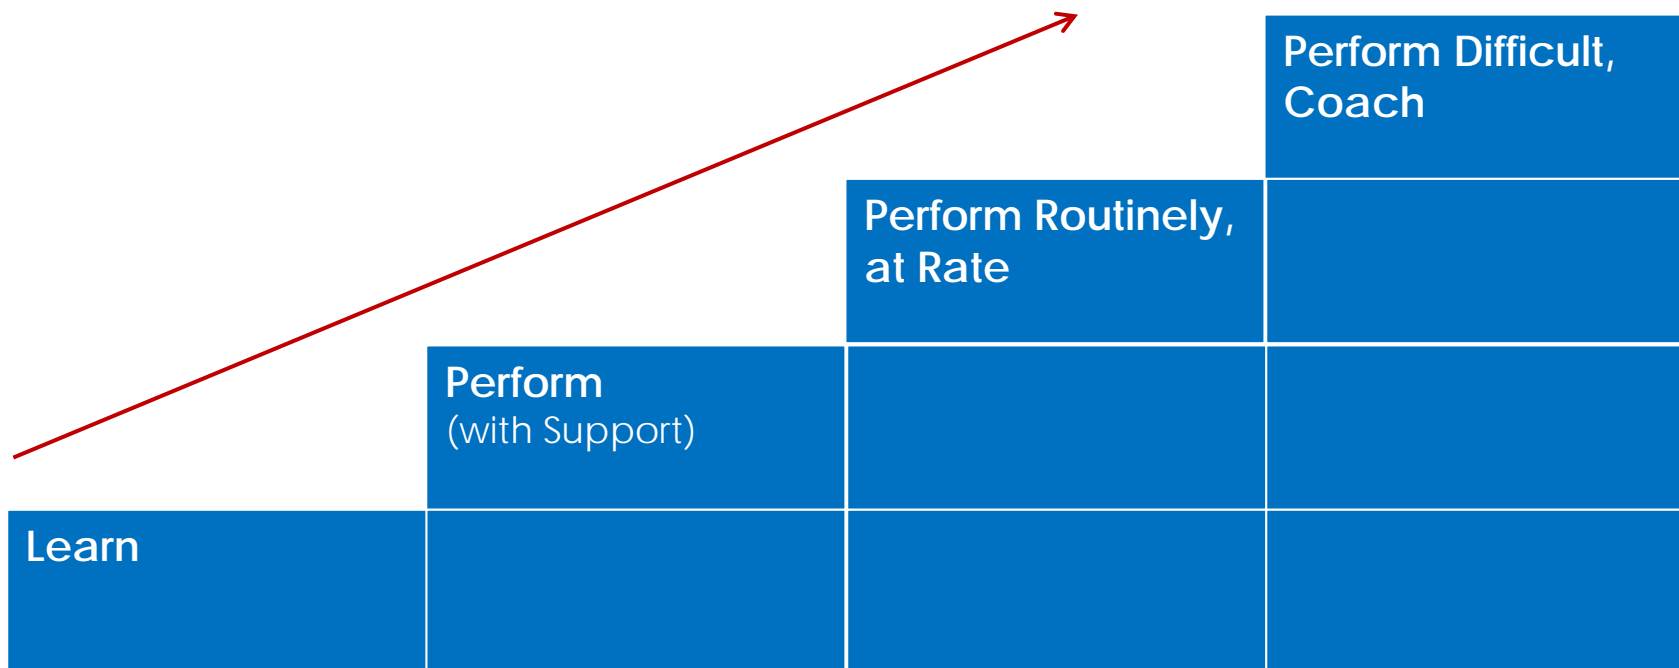 Perform Difficult,
Coach
Perform Routinely,
at Rate
Perform
(with Support)
Learn